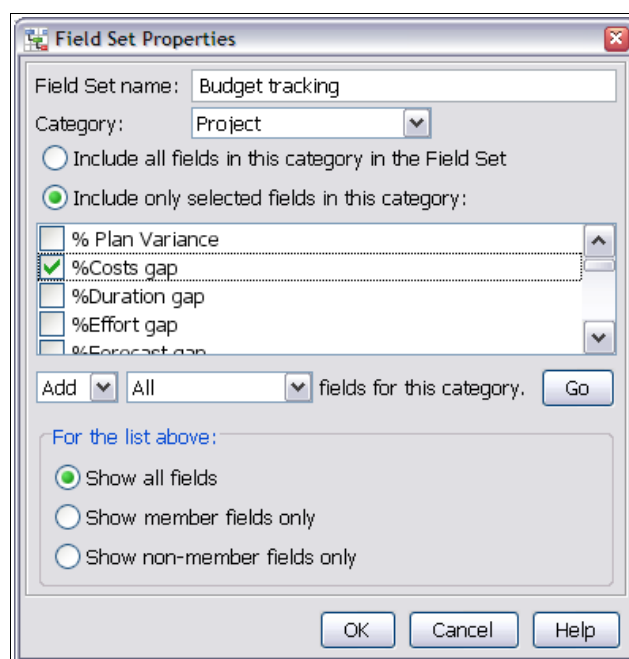 Field Set Properties
Field Set name: Budget tracking
Category: Project
Include all fields in this category in the Field Set
Include only selected fields in this category:
% Plan Variance
%Costs gap
%Duration gap
%Effort gap
%Forecast gap
Add All fields for this category. Go
For the list above:
Show all fields
Show member fields only
Show non-member fields only
OK Cancel Help